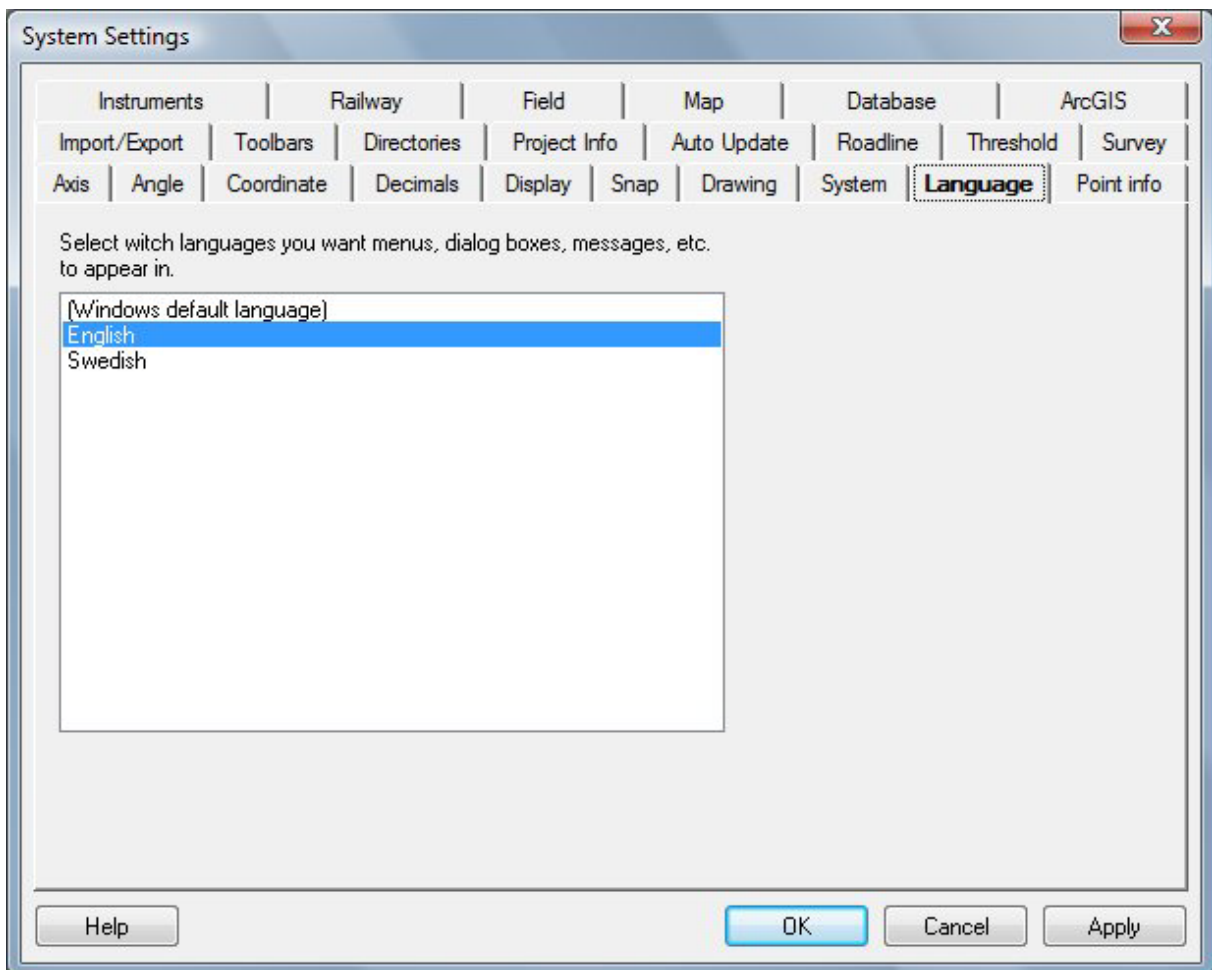 System Settings
Instruments Railway Field Map Database ArcGIS
Import/Export Toolbars Directories Project Info Auto Update Roadline Threshold Survey
Axis Angle Coordinate Decimals Display Snap Drawing System Language Point info
Select witch languages you want menus, dialog boxes, messages, etc.
to appear in.
(Windows default language)
English
Swedish
Help OK Cancel Apply